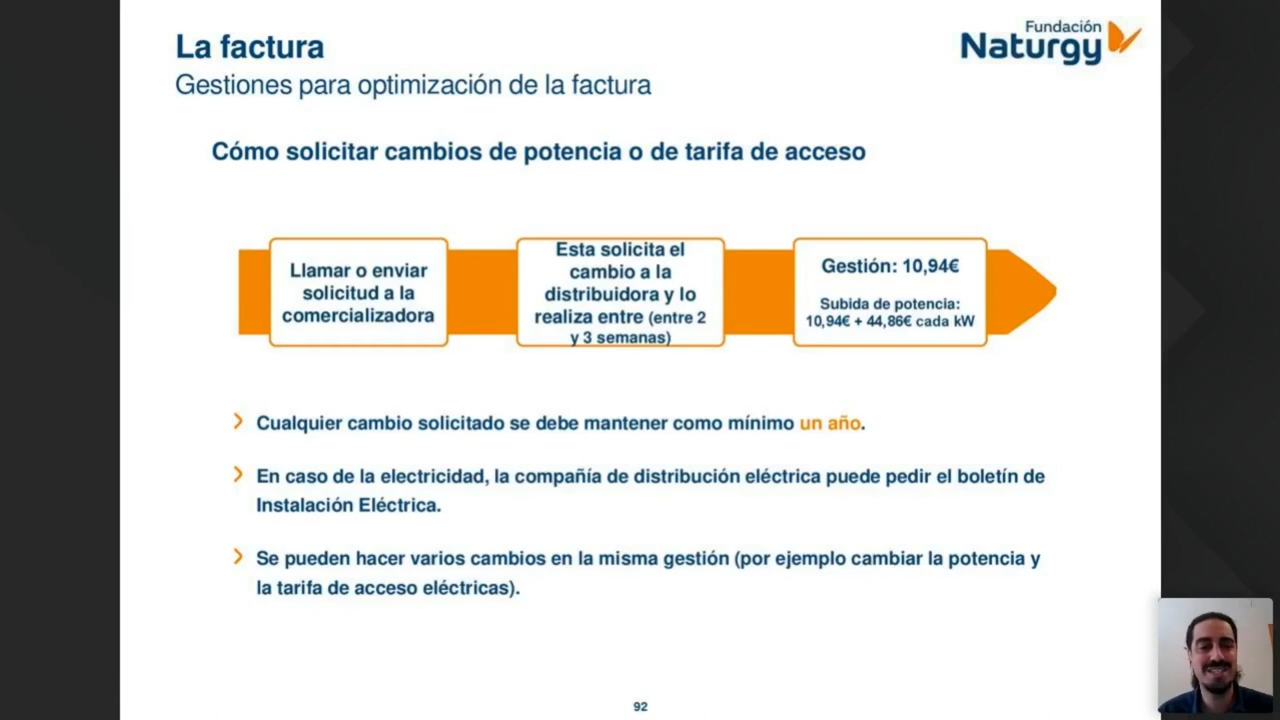 La factura
Gestiones para optimización de la factura
Fundación
Naturgy
Cómo solicitar cambios de potencia o de tarifa de acceso
Llamar o enviar
solicitud a la
comercializadora
Esta solicita el
cambio a la
distribuidora y lo
realiza entre (entre 2
y 3 semanas)
Gestión: 10,94€
Subida de potencia:
10,94€ + 44,86€ cada kW
Cualquier cambio solicitado se debe mantener como mínimo un año.
En caso de la electricidad, la compañía de distribución eléctrica puede pedir el boletín de
Instalación Eléctrica.
Se pueden hacer varios cambios en la misma gestión (por ejemplo cambiar la potencia y
la tarifa de acceso eléctricas).
92